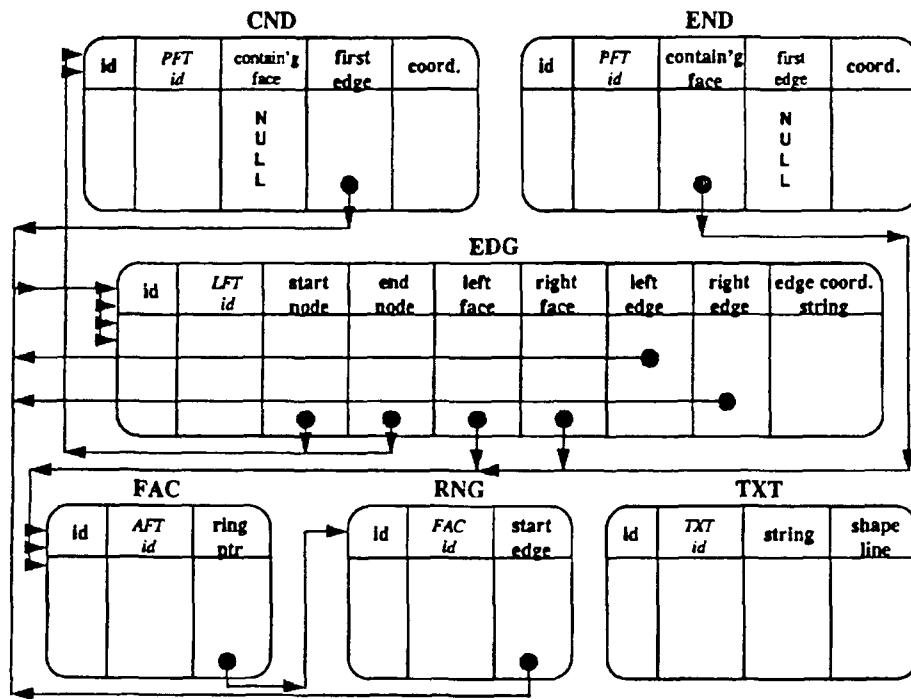 CND
id PFT id contain'g face first edge coord.
N
U
L
L
END
id PFT id contain'g face first edge coord.
N
U
L
L
EDG
id LFT id start node end node left face right face left edge right edge edge coord. string
FAC
id AFT id ring ptr
RNG
id FAC id start edge
TXT
id TXT id string shape line